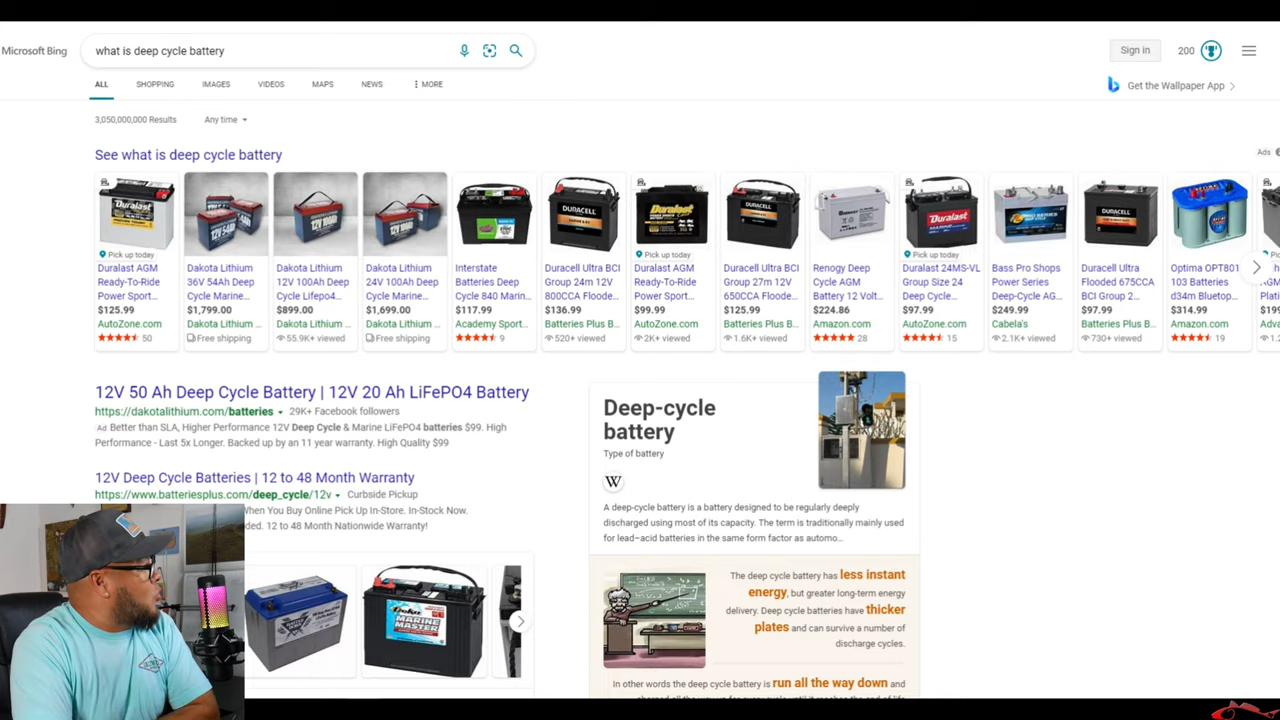 Microsoft Bing
what is deep cycle battery
Sign in
200
ALL
SHOPPING
IMAGES
VIDEOS
MAPS
NEWS
MORE
Get the Wallpaper App
3,050,000,000 Results
Any time
See what is deep cycle battery
Ads
Pick up today
Duralast AGM
Ready-To-Ride
Power Sport...
$125.99
AutoZone.com
50
Dakota Lithium
36V 54Ah Deep
Cycle Marine...
$1,799.00
Dakota Lithium ...
Free shipping
Dakota Lithium
12V 100Ah Deep
Cycle Lifepo4...
$899.00
Dakota Lithium ...
55.9K+ viewed
Dakota Lithium
24V 100Ah Deep
Cycle Marine...
$1,699.00
Dakota Lithium ...
Free shipping
Interstate
Batteries Deep
Cycle 840 Marin...
$117.99
Academy Sport...
9
DURACELL
Duracell Ultra BCI
Group 24m 12V
800CCA Floode...
$136.99
Batteries Plus B...
520+ viewed
Duralast
Pick up today
Duralast AGM
Ready-To-Ride
Power Sport...
$99.99
AutoZone.com
2K+ viewed
DURACELL
Duracell Ultra BCI
Group 27m 12V
650CCA Floode...
$125.99
Batteries Plus B...
1.6K+ viewed
Renogy Deep
Cycle AGM
Battery 12 Volt...
$224.86
Amazon.com
28
Duralast
Pick up today
Duralast 24MS-VL
Group Size 24
Deep Cycle...
$97.99
AutoZone.com
15
Bass Pro Shops
Power Series
Deep-Cycle AG...
$249.99
Cabela's
2.1K+ viewed
DURACELL
Duracell Ultra
Flooded 675CCA
BCI Group 2...
$97.99
Batteries Plus B...
730+ viewed
Optima OPT801
103 Batteries
d34m Bluetop...
$314.99
Amazon.com
19
12V 50 Ah Deep Cycle Battery | 12V 20 Ah LiFePO4 Battery
https://dakotalithium.com/batteries
29K+ Facebook followers
Ad Better than SLA, Higher Performance 12V Deep Cycle & Marine LiFePO4 batteries $99. High
Performance - Last 5x Longer. Backed up by an 11 year warranty. High Quality $99
12V Deep Cycle Batteries | 12 to 48 Month Warranty
https://www.batteriesplus.com/deep_cycle/12v
Curbside Pickup
When You Buy Online Pick Up In-Store. In-Stock Now.
12 to 48 Month Nationwide Warranty!
MARINE
MASTER
Deep-cycle
battery
Type of battery
W
A deep-cycle battery is a battery designed to be regularly deeply
discharged using most of its capacity. The term is traditionally mainly used
for lead–acid batteries in the same form factor as automo...
The deep cycle battery has less instant
energy, but greater long-term energy
delivery. Deep cycle batteries have thicker
plates and can survive a number of
discharge cycles.
In other words the deep cycle battery is run all the way down and